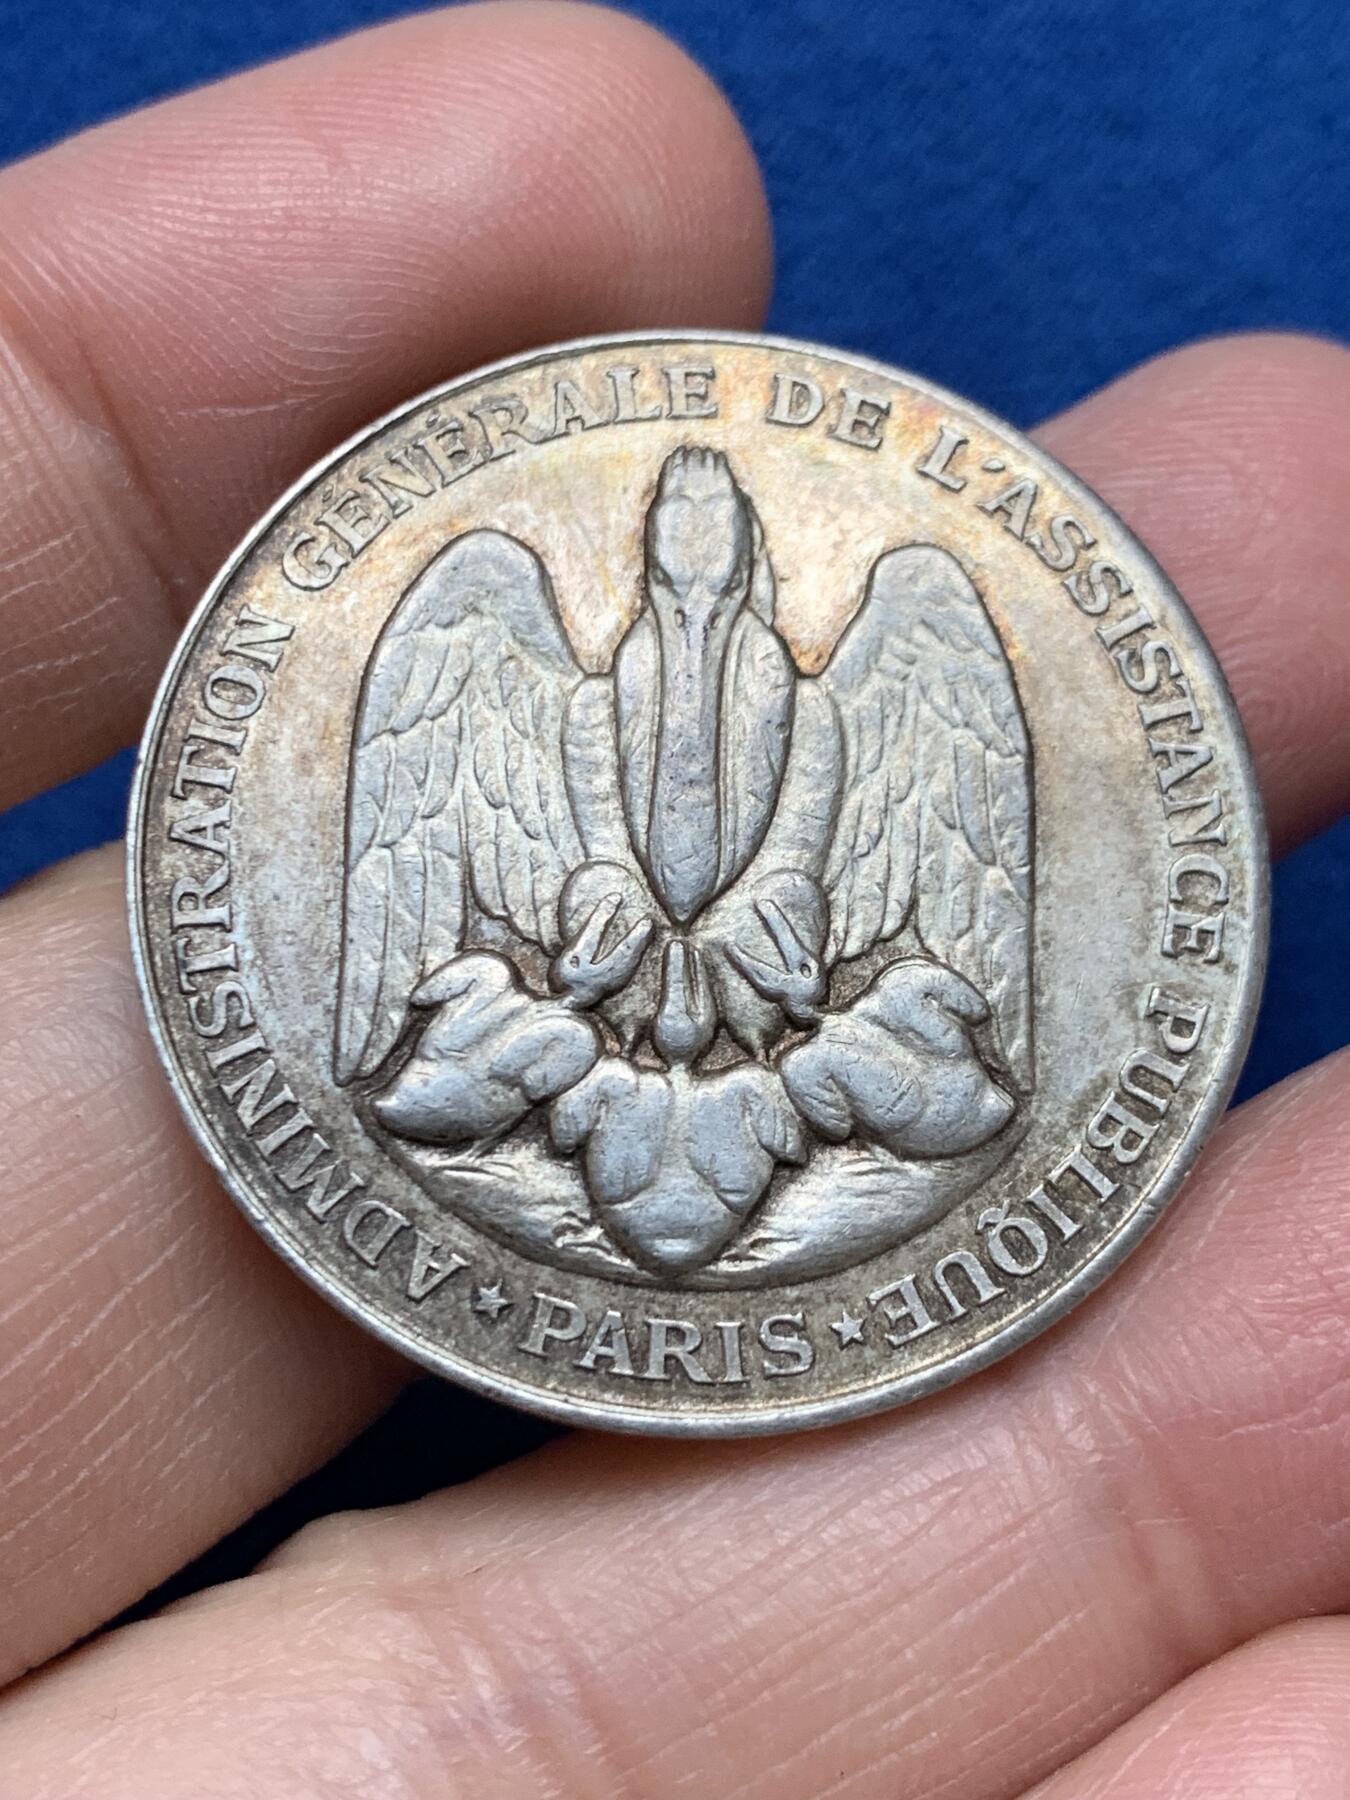 ADMINISTRATION GÉNÉRALE DE L'ASSISTANCE PUBLIQUE
★ PARIS ★